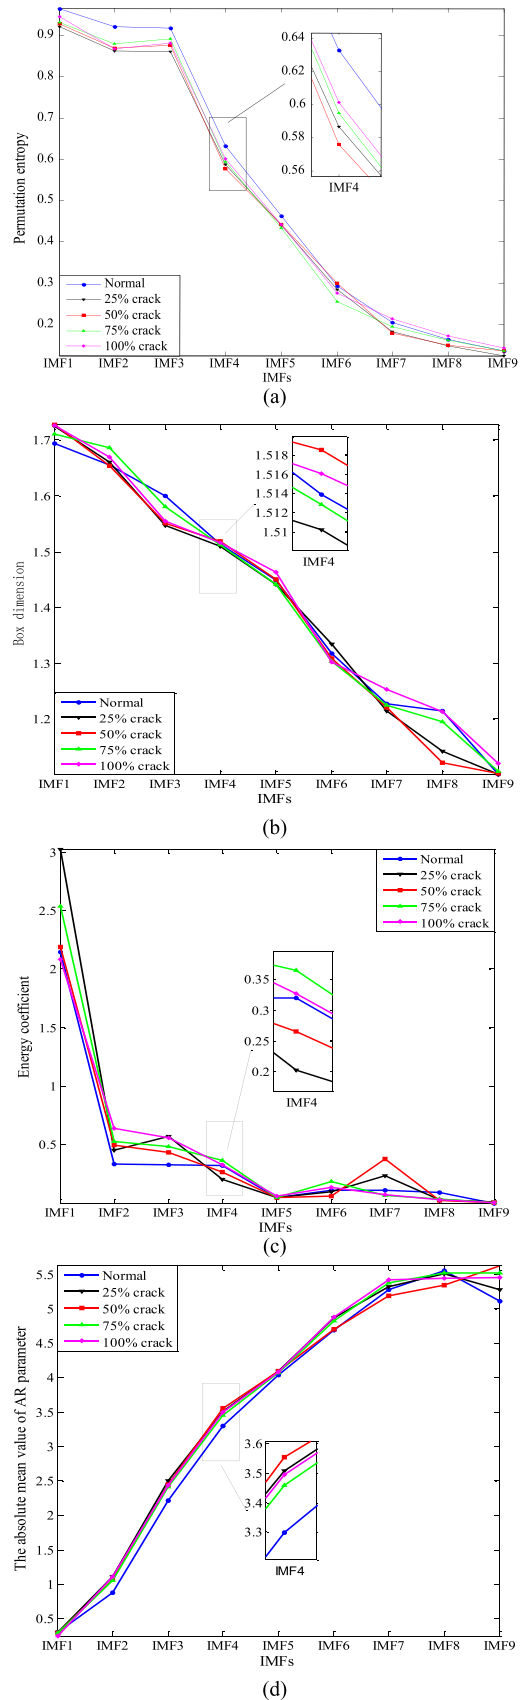 0.9
0.8
0.7
0.6
0.5
0.4
0.3
0.2
Permutation entropy
0.64
0.62
0.6
0.58
0.56
IMF4
Normal
25% crack
50% crack
75% crack
100% crack
IMF1 IMF2 IMF3 IMF4 IMF5 IMF6 IMF7 IMF8 IMF9
IMFs
(a)
1.7
1.6
1.5
1.4
1.3
1.2
Box dimension
1.518
1.516
1.514
1.512
1.51
IMF4
Normal
25% crack
50% crack
75% crack
100% crack
IMF1 IMF2 IMF3 IMF4 IMF5 IMF6 IMF7 IMF8 IMF9
IMFs
(b)
3
2.5
2
1.5
1
0.5
Energy coefficient
Normal
25% crack
50% crack
75% crack
100% crack
0.35
0.3
0.25
0.2
IMF4
IMF1 IMF2 IMF3 IMF4 IMF5 IMF6 IMF7 IMF8 IMF9
IMFs
(c)
5.5
5
4.5
4
3.5
3
2.5
2
1.5
1
0.5
The absolute mean value of AR parameter
Normal
25% crack
50% crack
75% crack
100% crack
3.6
3.5
3.4
3.3
IMF4
IMF1 IMF2 IMF3 IMF4 IMF5 IMF6 IMF7 IMF8 IMF9
IMFs
(d)